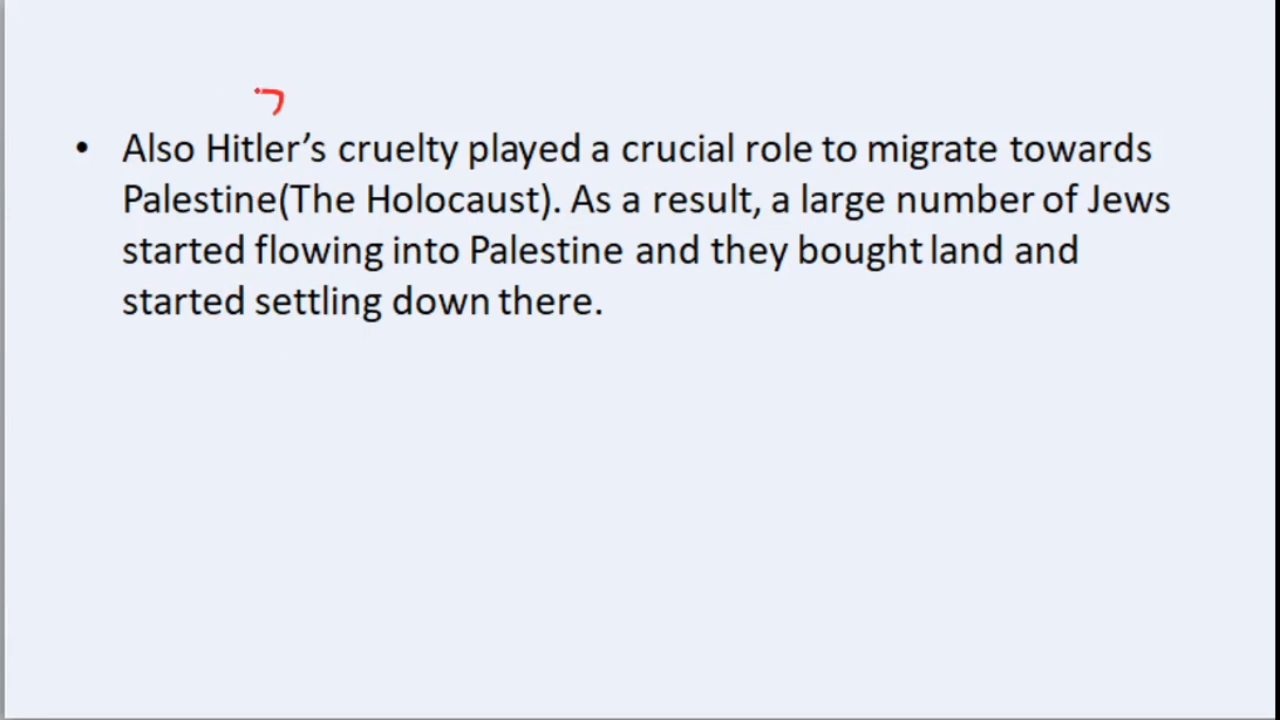 • Also Hitler’s cruelty played a crucial role to migrate towards
Palestine(The Holocaust). As a result, a large number of Jews
started flowing into Palestine and they bought land and
started settling down there.